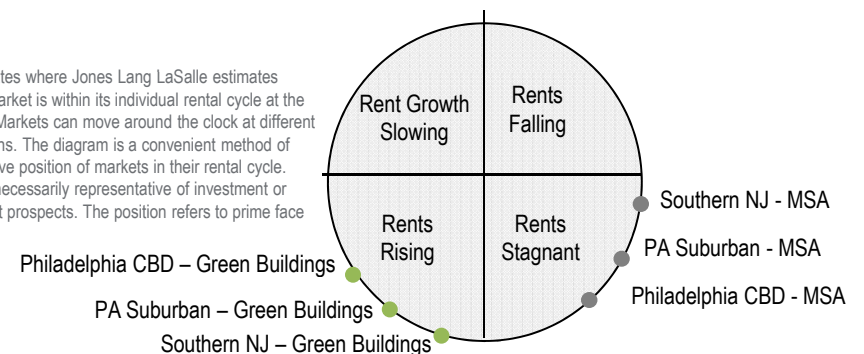 tes where Jones Lang LaSalle estimates
arket is within its individual rental cycle at the
Markets can move around the clock at different
ns. The diagram is a convenient method of
ve position of markets in their rental cycle.
necessarily representative of investment or
t prospects. The position refers to prime face
Rent Growth
Slowing
Rents
Falling
Rents
Rising
Rents
Stagnant
Southern NJ - MSA
PA Suburban - MSA
Philadelphia CBD - MSA
Philadelphia CBD – Green Buildings
PA Suburban – Green Buildings
Southern NJ – Green Buildings